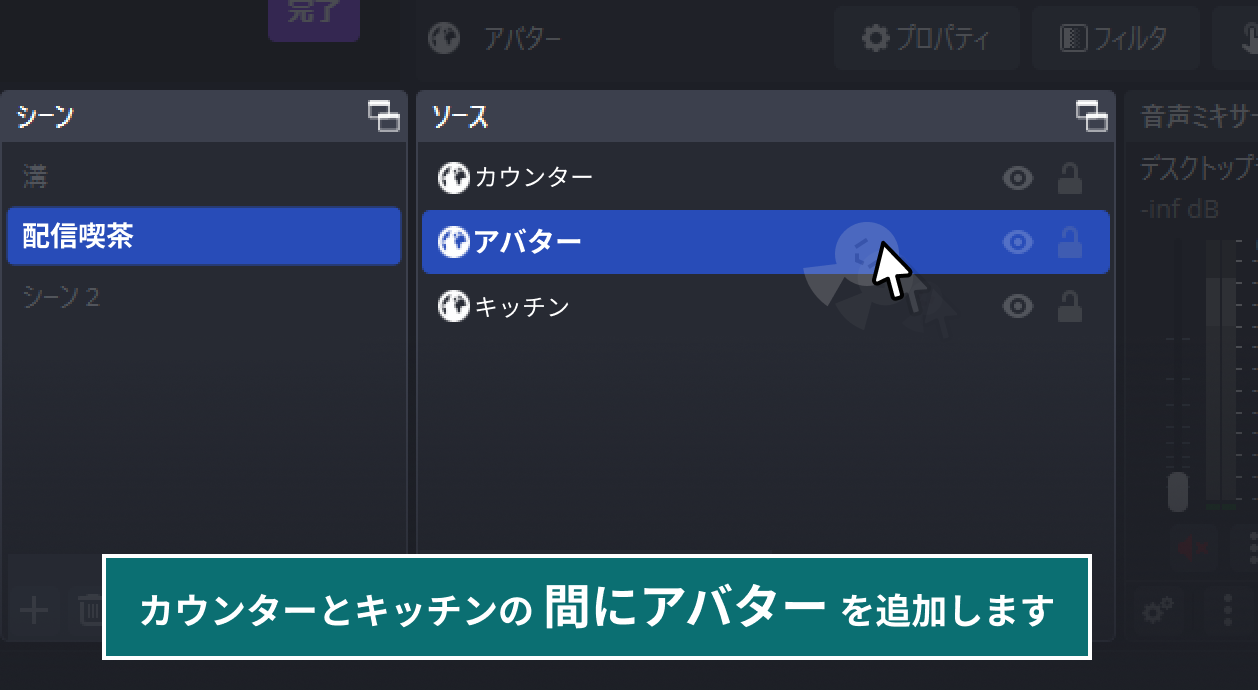 完了
アバター
プロパティ
フィルタ
シーン
溝
配信喫茶
シーン 2
ソース
カウンター
アバター
キッチン
音声ミキサー
デスクトップ
-inf dB
カウンターとキッチンの 間にアバター を追加します